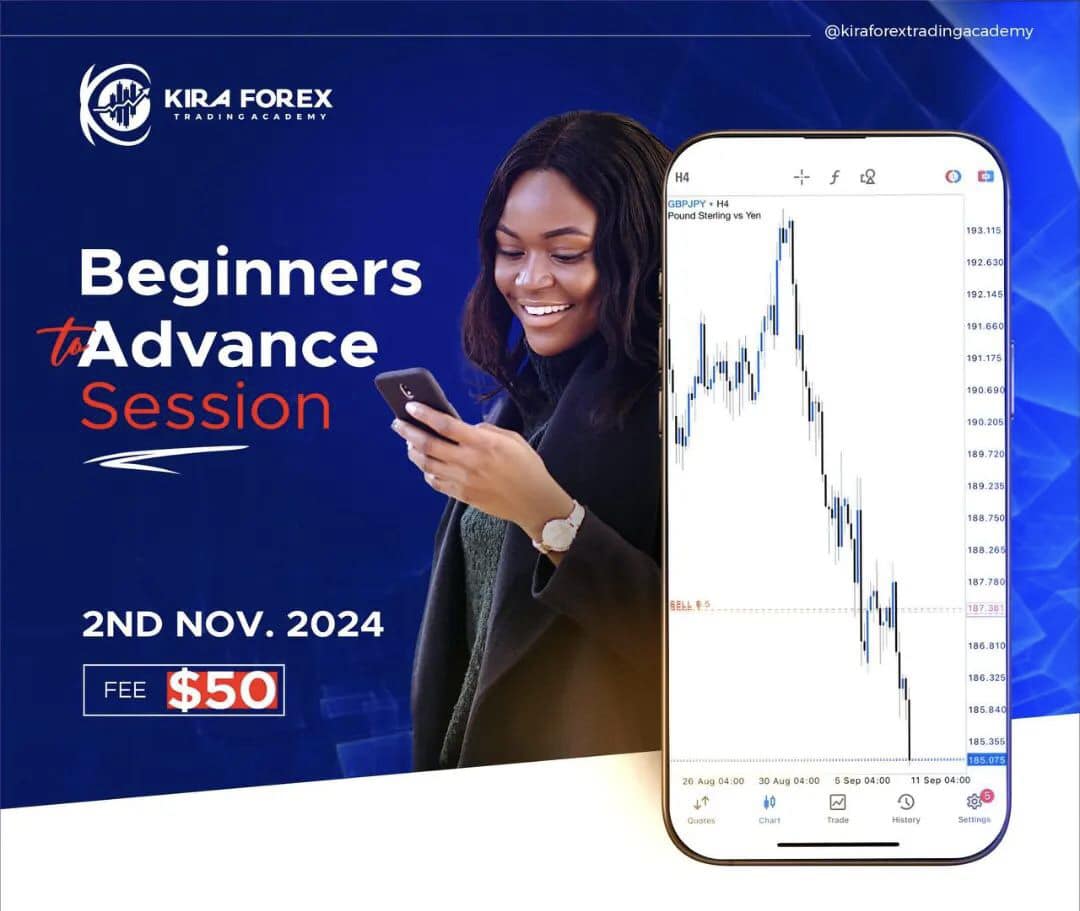 @kiraforextradingacademy
KIRA FOREX
TRADING ACADEMY
Beginners
to Advance
Session
2ND NOV. 2024
FEE $50
H4
GBPJPY • H4
Pound Sterling vs Yen
193.115
192.630
192.145
191.660
191.175
190.690
190.205
189.720
189.235
188.750
188.265
187.780
187.381
186.810
186.325
185.840
185.355
185.075
26 Aug 04:00 30 Aug 04:00 5 Sep 04:00 11 Sep 04:00
5
Quotes Chart Trade History Settings